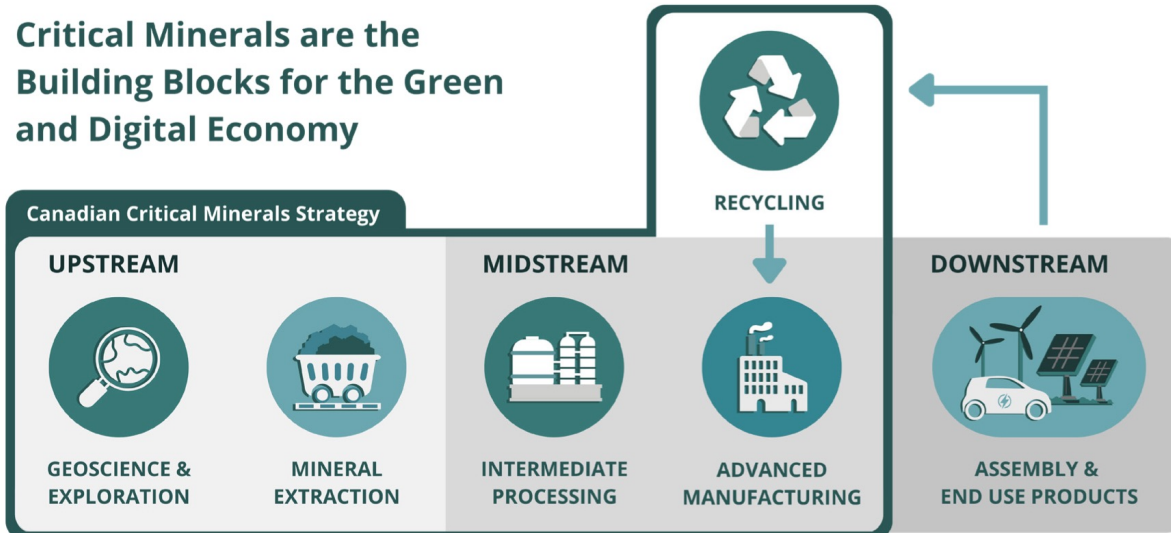 Critical Minerals are the
Building Blocks for the Green
and Digital Economy
RECYCLING
Canadian Critical Minerals Strategy
UPSTREAM
MIDSTREAM
DOWNSTREAM
GEOSCIENCE &
EXPLORATION
MINERAL
EXTRACTION
INTERMEDIATE
PROCESSING
ADVANCED
MANUFACTURING
ASSEMBLY &
END USE PRODUCTS